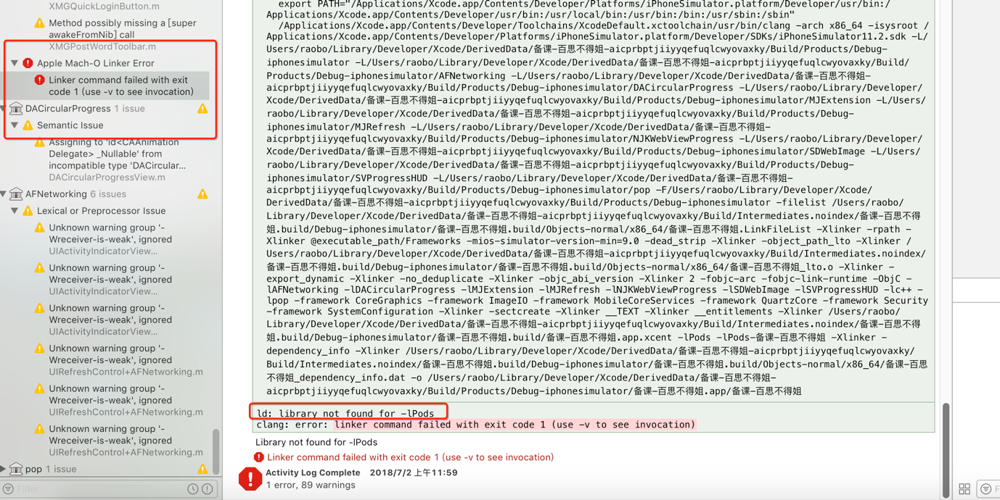 XMGQuickLoginButton.m
Method possibly missing a [super
awakeFromNib] call
XMGPostWordToolbar.m
Apple Mach-O Linker Error
Linker command failed with exit
code 1 (use -v to see invocation)
DACircularProgress 1 issue
Semantic Issue
Assigning to 'id<CAAnimation
Delegate> _Nullable' from
incompatible type 'DACircular...
DACircularProgressView.m
AFNetworking 6 issues
Lexical or Preprocessor Issue
Unknown warning group '-
Wreceiver-is-weak', ignored
UIActivityIndicatorView...
Unknown warning group '-
Wreceiver-is-weak', ignored
UIActivityIndicatorView...
Unknown warning group '-
Wreceiver-is-weak', ignored
UIActivityIndicatorView...
Unknown warning group '-
Wreceiver-is-weak', ignored
UIRefreshControl+AFNetworking.m
Unknown warning group '-
Wreceiver-is-weak', ignored
UIRefreshControl+AFNetworking.m
Unknown warning group '-
Wreceiver-is-weak', ignored
UIRefreshControl+AFNetworking.m
pop 1 issue
Filter
export PATH="/Applications/Xcode.app/Contents/Developer/Platforms/iPhoneSimulator.platform/Developer/usr/bin:/
Applications/Xcode.app/Contents/Developer/usr/bin:/usr/local/bin:/usr/bin:/bin:/usr/sbin:/sbin"
/Applications/Xcode.app/Contents/Developer/Toolchains/XcodeDefault.xctoolchain/usr/bin/clang -arch x86_64 -isysroot /
Applications/Xcode.app/Contents/Developer/Platforms/iPhoneSimulator.platform/Developer/SDKs/iPhoneSimulator11.2.sdk -L/
Users/raobo/Library/Developer/Xcode/DerivedData/备课-百思不得姐-aicprbptjiiyyqefuqlcwyovaxky/Build/Products/Debug-
iphonesimulator -L/Users/raobo/Library/Developer/Xcode/DerivedData/备课-百思不得姐-aicprbptjiiyyqefuqlcwyovaxky/Build/
Products/Debug-iphonesimulator/AFNetworking -L/Users/raobo/Library/Developer/Xcode/DerivedData/备课-百思不得姐-
aicprbptjiiyyqefuqlcwyovaxky/Build/Products/Debug-iphonesimulator/DACircularProgress -L/Users/raobo/Library/Developer/
Xcode/DerivedData/备课-百思不得姐-aicprbptjiiyyqefuqlcwyovaxky/Build/Products/Debug-iphonesimulator/MJExtension -L/Users/
raobo/Library/Developer/Xcode/DerivedData/备课-百思不得姐-aicprbptjiiyyqefuqlcwyovaxky/Build/Products/Debug-
iphonesimulator/MJRefresh -L/Users/raobo/Library/Developer/Xcode/DerivedData/备课-百思不得姐-
aicprbptjiiyyqefuqlcwyovaxky/Build/Products/Debug-iphonesimulator/NJKWebViewProgress -L/Users/raobo/Library/Developer/
Xcode/DerivedData/备课-百思不得姐-aicprbptjiiyyqefuqlcwyovaxky/Build/Products/Debug-iphonesimulator/SDWebImage -L/Users/
raobo/Library/Developer/Xcode/DerivedData/备课-百思不得姐-aicprbptjiiyyqefuqlcwyovaxky/Build/Products/Debug-
iphonesimulator/SVProgressHUD -L/Users/raobo/Library/Developer/Xcode/DerivedData/备课-百思不得姐-
aicprbptjiiyyqefuqlcwyovaxky/Build/Products/Debug-iphonesimulator/pop -F/Users/raobo/Library/Developer/Xcode/
DerivedData/备课-百思不得姐-aicprbptjiiyyqefuqlcwyovaxky/Build/Products/Debug-iphonesimulator -filelist /Users/raobo/
Library/Developer/Xcode/DerivedData/备课-百思不得姐-aicprbptjiiyyqefuqlcwyovaxky/Build/Intermediates.noindex/备课-百思不得
姐.build/Debug-iphonesimulator/备课-百思不得姐.build/Objects-normal/x86_64/备课-百思不得姐.LinkFileList -Xlinker -rpath -
Xlinker @executable_path/Frameworks -mios-simulator-version-min=9.0 -dead_strip -Xlinker -object_path_lto -Xlinker /
Users/raobo/Library/Developer/Xcode/DerivedData/备课-百思不得姐-aicprbptjiiyyqefuqlcwyovaxky/Build/Intermediates.noindex/
备课-百思不得姐.build/Debug-iphonesimulator/备课-百思不得姐.build/Objects-normal/x86_64/备课-百思不得姐_lto.o -Xlinker -
export_dynamic -Xlinker -no_deduplicate -Xlinker -objc_abi_version -Xlinker 2 -fobjc-arc -fobjc-link-runtime -ObjC -
lAFNetworking -lDACircularProgress -lMJExtension -lMJRefresh -lNJKWebViewProgress -lSDWebImage -lSVProgressHUD -lc++ -
lpop -framework CoreGraphics -framework ImageIO -framework MobileCoreServices -framework QuartzCore -framework Security
-framework SystemConfiguration -Xlinker -sectcreate -Xlinker __TEXT -Xlinker __entitlements -Xlinker /Users/raobo/
Library/Developer/Xcode/DerivedData/备课-百思不得姐-aicprbptjiiyyqefuqlcwyovaxky/Build/Intermediates.noindex/备课-百思不得
姐.build/Debug-iphonesimulator/备课-百思不得姐.build/备课-百思不得姐.app.xcent -lPods -lPods-备课-百思不得姐 -Xlinker -
dependency_info -Xlinker /Users/raobo/Library/Developer/Xcode/DerivedData/备课-百思不得姐-aicprbptjiiyyqefuqlcwyovaxky/
Build/Intermediates.noindex/备课-百思不得姐.build/Debug-iphonesimulator/备课-百思不得姐.build/Objects-normal/x86_64/备课-百思
不得姐_dependency_info.dat -o /Users/raobo/Library/Developer/Xcode/DerivedData/备课-百思不得姐-
aicprbptjiiyyqefuqlcwyovaxky/Build/Products/Debug-iphonesimulator/备课-百思不得姐.app/备课-百思不得姐
ld: library not found for -lPods
clang: error: linker command failed with exit code 1 (use -v to see invocation)
Library not found for -lPods
Linker command failed with exit code 1 (use -v to see invocation)
Activity Log Complete 2018/7/2 上午11:59
1 error, 89 warnings
F